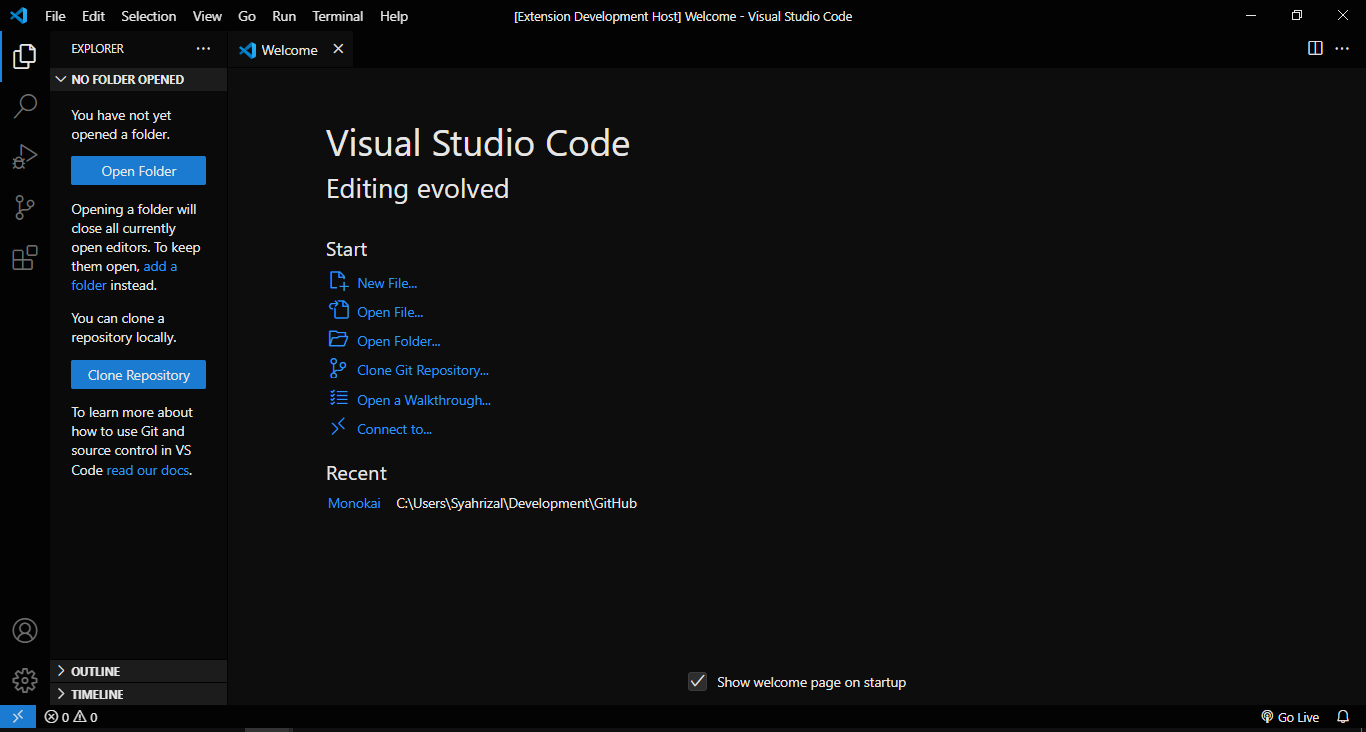 File Edit Selection View Go Run Terminal Help
[Extension Development Host] Welcome - Visual Studio Code
EXPLORER
Welcome
NO FOLDER OPENED
You have not yet
opened a folder.
Open Folder
Opening a folder will
close all currently
open editors. To keep
them open, add a
folder instead.
You can clone a
repository locally.
Clone Repository
To learn more about
how to use Git and
source control in VS
Code read our docs.
OUTLINE
TIMELINE
Visual Studio Code
Editing evolved
Start
New File...
Open File...
Open Folder...
Clone Git Repository...
Open a Walkthrough...
Connect to...
Recent
Monokai C:\Users\Syahrizal\Development\GitHub
Show welcome page on startup
0 0
Go Live